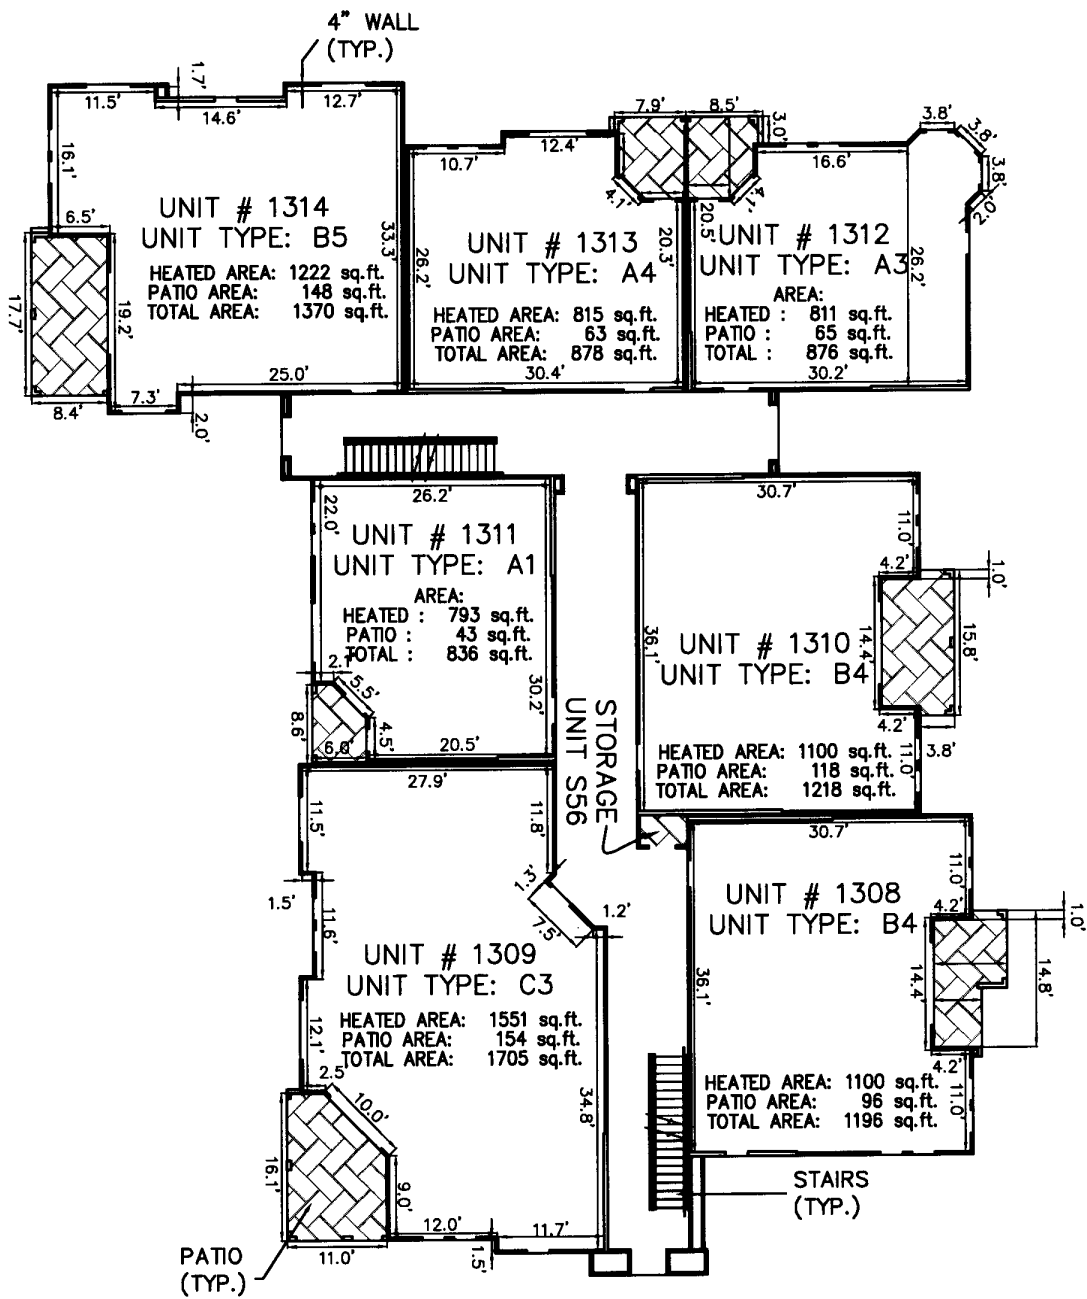 4” WALL
(TYP.)
11.5'
1.7'
14.6'
12.7'
16.1'
6.5'
UNIT # 1314
UNIT TYPE: B5
HEATED AREA: 1222 sq.ft.
PATIO AREA: 148 sq.ft.
TOTAL AREA: 1370 sq.ft.
33.3'
17.7'
19.2'
8.4'
7.3'
25.0'
2.0'
10.7'
12.4'
7.9'
4.1'
26.2'
20.3'
UNIT # 1313
UNIT TYPE: A4
HEATED AREA: 815 sq.ft.
PATIO AREA: 63 sq.ft.
TOTAL AREA: 878 sq.ft.
30.4'
8.5'
3.0'
4.1'
16.6'
3.8'
3.8'
3.8'
2.0'
20.5'
26.2'
UNIT # 1312
UNIT TYPE: A3
AREA:
HEATED : 811 sq.ft.
PATIO : 65 sq.ft.
TOTAL : 876 sq.ft.
30.2'
26.2'
22.0'
UNIT # 1311
UNIT TYPE: A1
AREA:
HEATED : 793 sq.ft.
PATIO : 43 sq.ft.
TOTAL : 836 sq.ft.
2.1'
5.5'
8.6'
6.0'
4.5'
20.5'
30.2'
30.7'
11.0'
4.2'
1.0'
36.1'
14.4'
15.8'
UNIT # 1310
UNIT TYPE: B4
4.2'
3.8'
11.0'
HEATED AREA: 1100 sq.ft.
PATIO AREA: 118 sq.ft.
TOTAL AREA: 1218 sq.ft.
STORAGE
UNIT S56
27.9'
11.5'
11.8'
1.3'
7.5'
1.2'
1.5'
11.6'
UNIT # 1309
UNIT TYPE: C3
HEATED AREA: 1551 sq.ft.
PATIO AREA: 154 sq.ft.
TOTAL AREA: 1705 sq.ft.
12.1'
2.5'
10.0'
16.1'
9.0'
34.8'
11.0'
12.0'
1.5'
11.7'
PATIO
(TYP.)
30.7'
11.0'
4.2'
1.0'
UNIT # 1308
UNIT TYPE: B4
36.1'
14.4'
14.8'
4.2'
11.0'
HEATED AREA: 1100 sq.ft.
PATIO AREA: 96 sq.ft.
TOTAL AREA: 1196 sq.ft.
STAIRS
(TYP.)